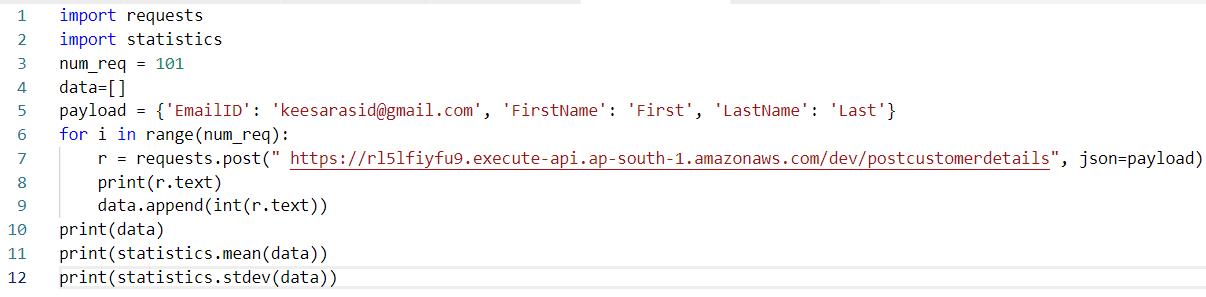 1 import requests
2 import statistics
3 num_req = 101
4 data=[]
5 payload = {'EmailID': 'keesarasid@gmail.com', 'FirstName': 'First', 'LastName': 'Last'}
6 for i in range(num_req):
7     r = requests.post(" https://rl5lfiyfu9.execute-api.ap-south-1.amazonaws.com/dev/postcustomerdetails", json=payload)
8     print(r.text)
9     data.append(int(r.text))
10 print(data)
11 print(statistics.mean(data))
12 print(statistics.stdev(data))